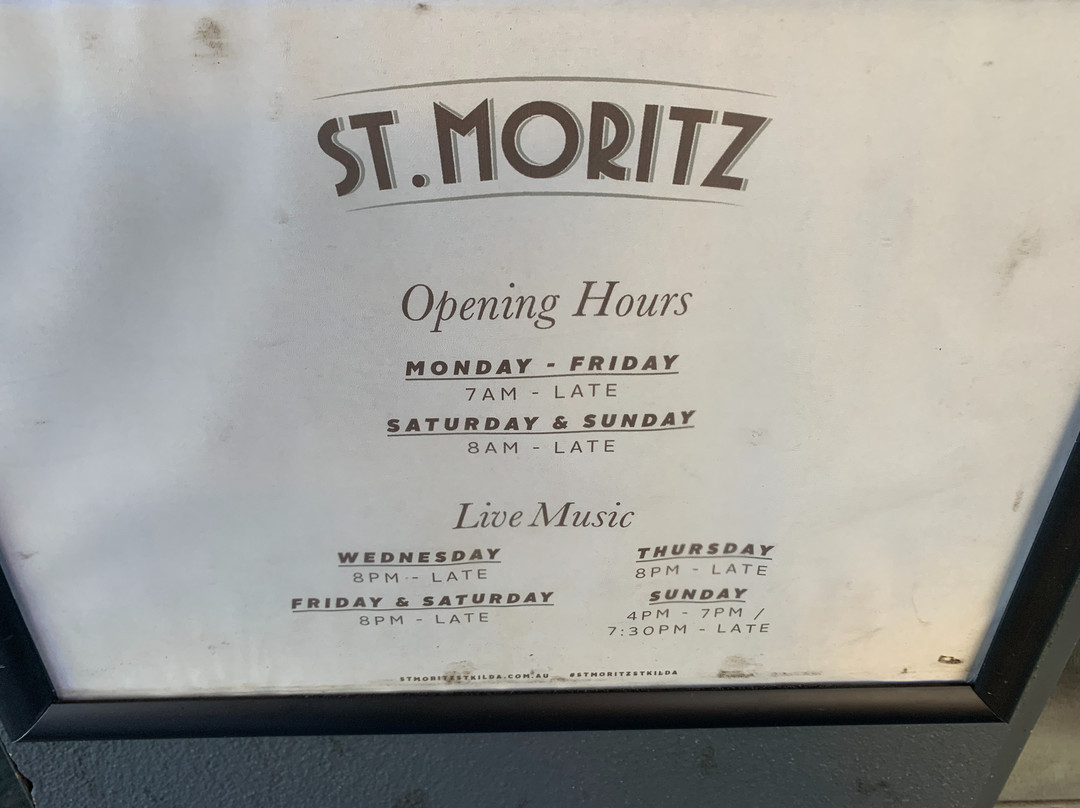 ST. MORITZ
Opening Hours
MONDAY - FRIDAY
7AM - LATE
SATURDAY & SUNDAY
8AM - LATE
Live Music
WEDNESDAY
8PM - LATE
THURSDAY
8PM - LATE
FRIDAY & SATURDAY
8PM - LATE
SUNDAY
4PM - 7PM /
7:30PM - LATE
STMORITZSTKILDA.COM.AU #STMORITZSTKILDA